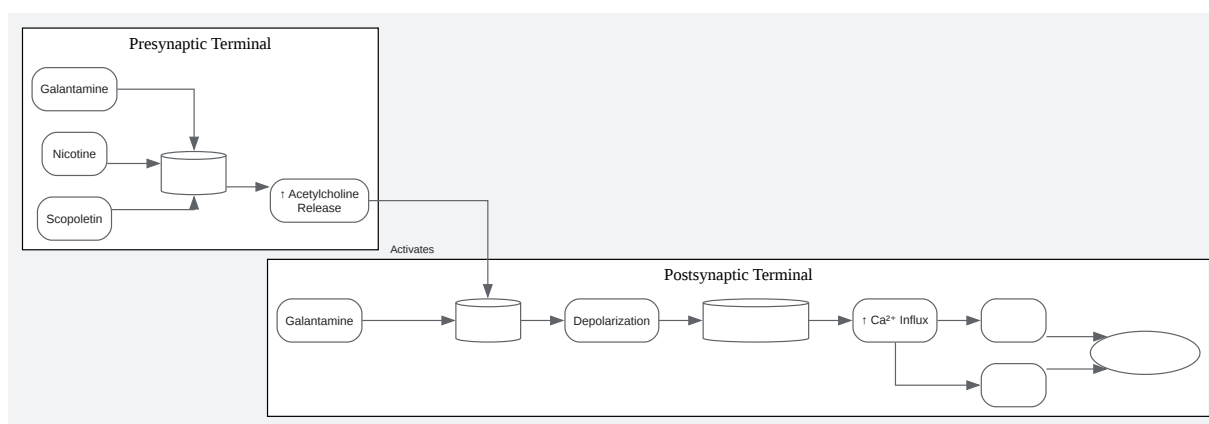 Presynaptic Terminal
Galantamine
Nicotine
Scopoletin
↑ Acetylcholine
Release
Activates
Postsynaptic Terminal
Galantamine
Depolarization
↑ Ca²⁺ Influx